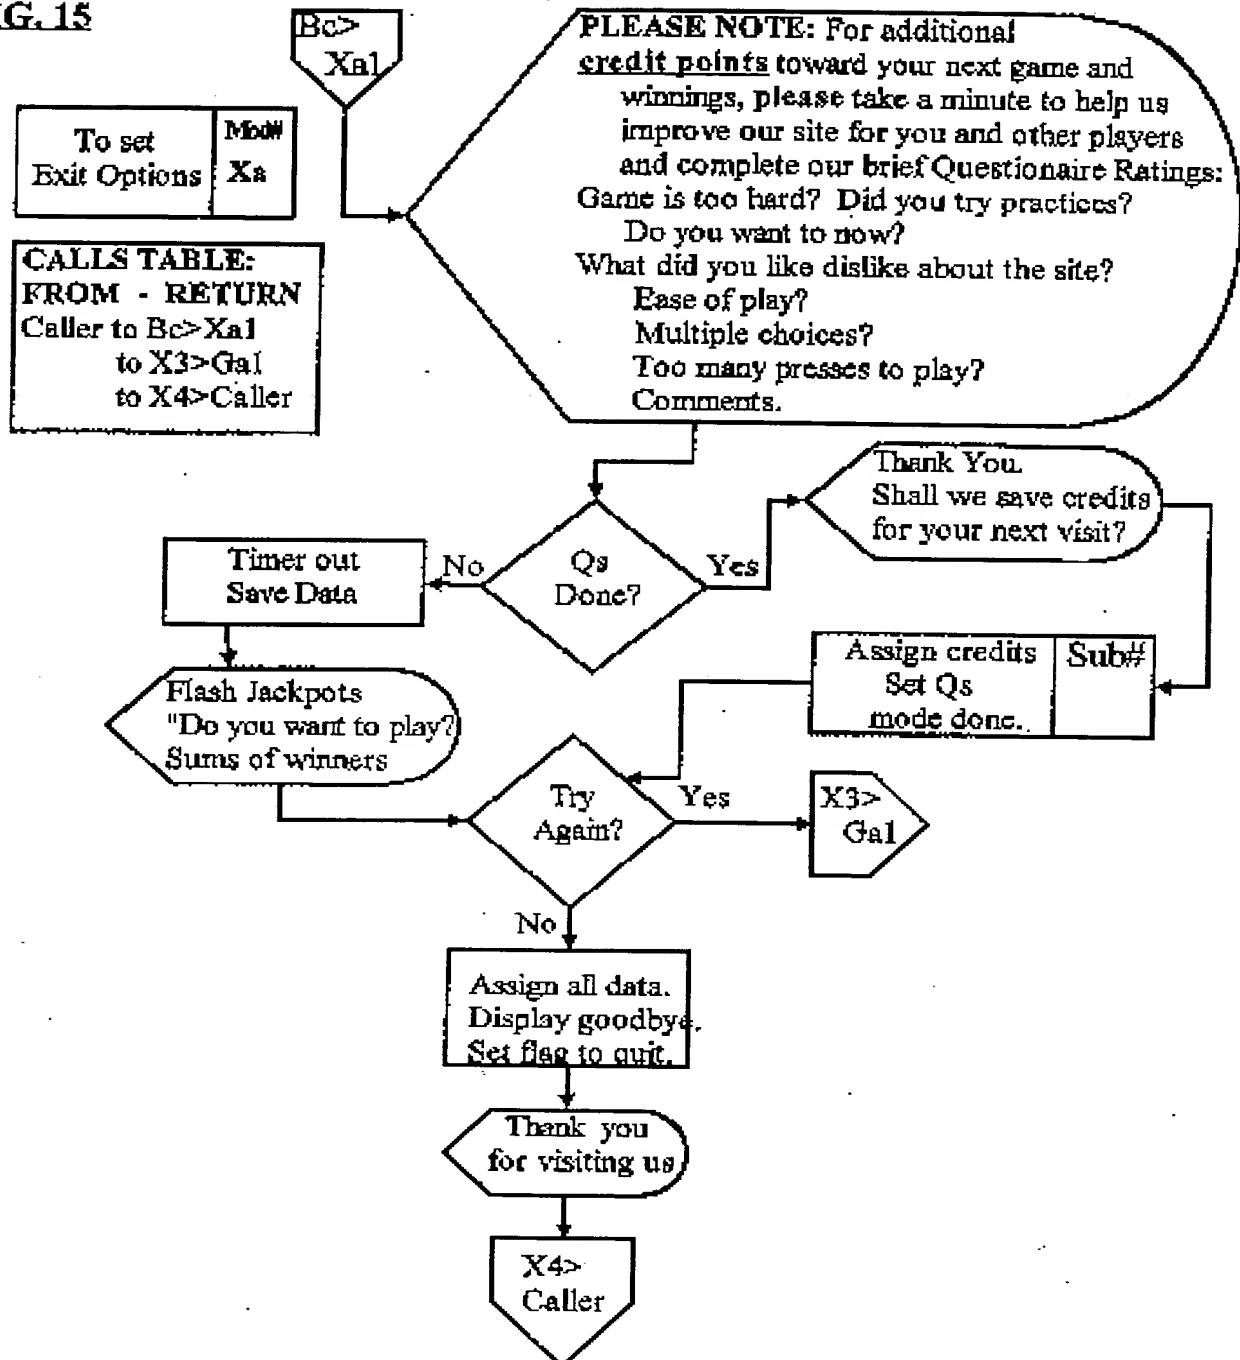 G. 15
Bc>
Xa1
PLEASE NOTE: For additional
credit points toward your next game and
winnings, please take a minute to help us
improve our site for you and other players
and complete our brief Questionaire Ratings:
Game is too hard? Did you try practices?
Do you want to now?
What did you like dislike about the site?
Ease of play?
Multiple choices?
Too many presses to play?
Comments.
To set
Exit Options
Mod#
Xa
CALLS TABLE:
FROM - RETURN
Caller to Bc>Xa1
to X3>Ga1
to X4>Caller
Thank You.
Shall we save credits
for your next visit?
Qs
Done?
No
Yes
Timer out
Save Data
Assign credits
Set Qs
mode done.
Sub#
Flash Jackpots
"Do you want to play?
Sums of winners
Try
Again?
Yes
X3>
Ga1
No
Assign all data.
Display goodbye.
Set flag to quit.
Thank you
for visiting us
X4>
Caller